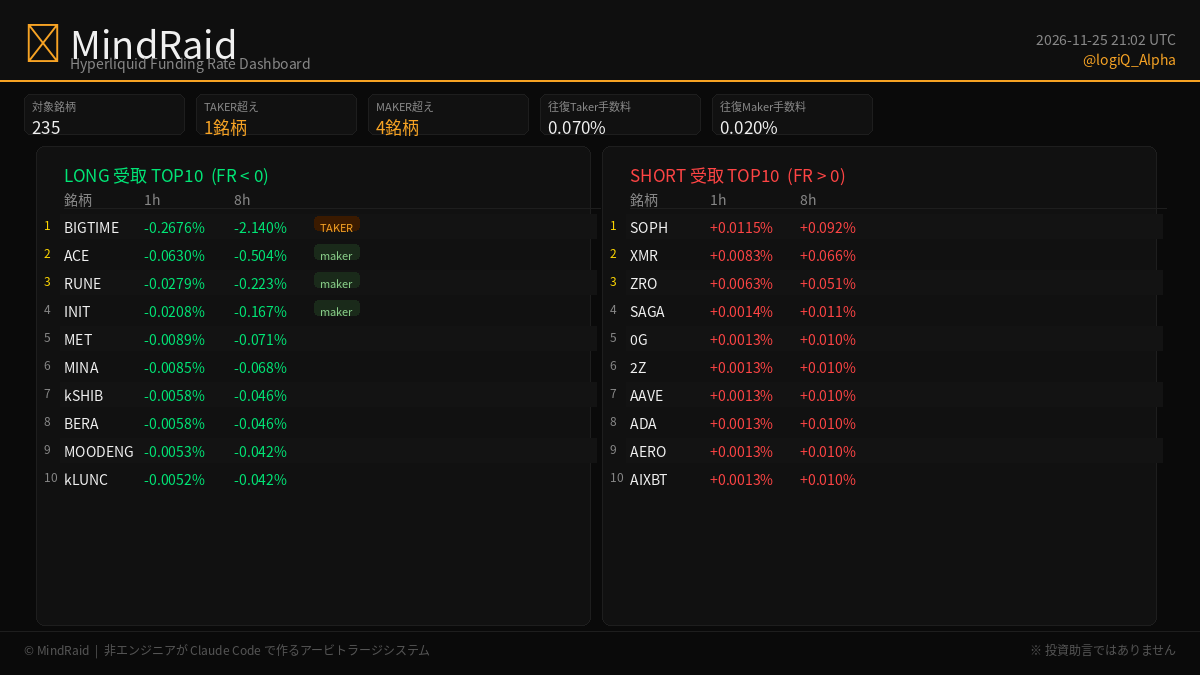 MindRaid
Hyperliquid Funding Rate Dashboard
2026-11-25 21:02 UTC
@logiQ_Alpha
対象銘柄
235
TAKER超え
1銘柄
MAKER超え
4銘柄
往復Taker手数料
0.070%
往復Maker手数料
0.020%
LONG 受取 TOP10 (FR < 0)
銘柄 1h 8h
1 BIGTIME -0.2676% -2.140% TAKER
2 ACE -0.0630% -0.504% maker
3 RUNE -0.0279% -0.223% maker
4 INIT -0.0208% -0.167% maker
5 MET -0.0089% -0.071%
6 MINA -0.0085% -0.068%
7 kSHIB -0.0058% -0.046%
8 BERA -0.0058% -0.046%
9 MOODENG -0.0053% -0.042%
10 kLUNC -0.0052% -0.042%
SHORT 受取 TOP10 (FR > 0)
銘柄 1h 8h
1 SOPH +0.0115% +0.092%
2 XMR +0.0083% +0.066%
3 ZRO +0.0063% +0.051%
4 SAGA +0.0014% +0.011%
5 0G +0.0013% +0.010%
6 2Z +0.0013% +0.010%
7 AAVE +0.0013% +0.010%
8 ADA +0.0013% +0.010%
9 AERO +0.0013% +0.010%
10 AIXBT +0.0013% +0.010%
© MindRaid | 非エンジニアが Claude Code で作るアービトラージシステム
※ 投資助言ではありません